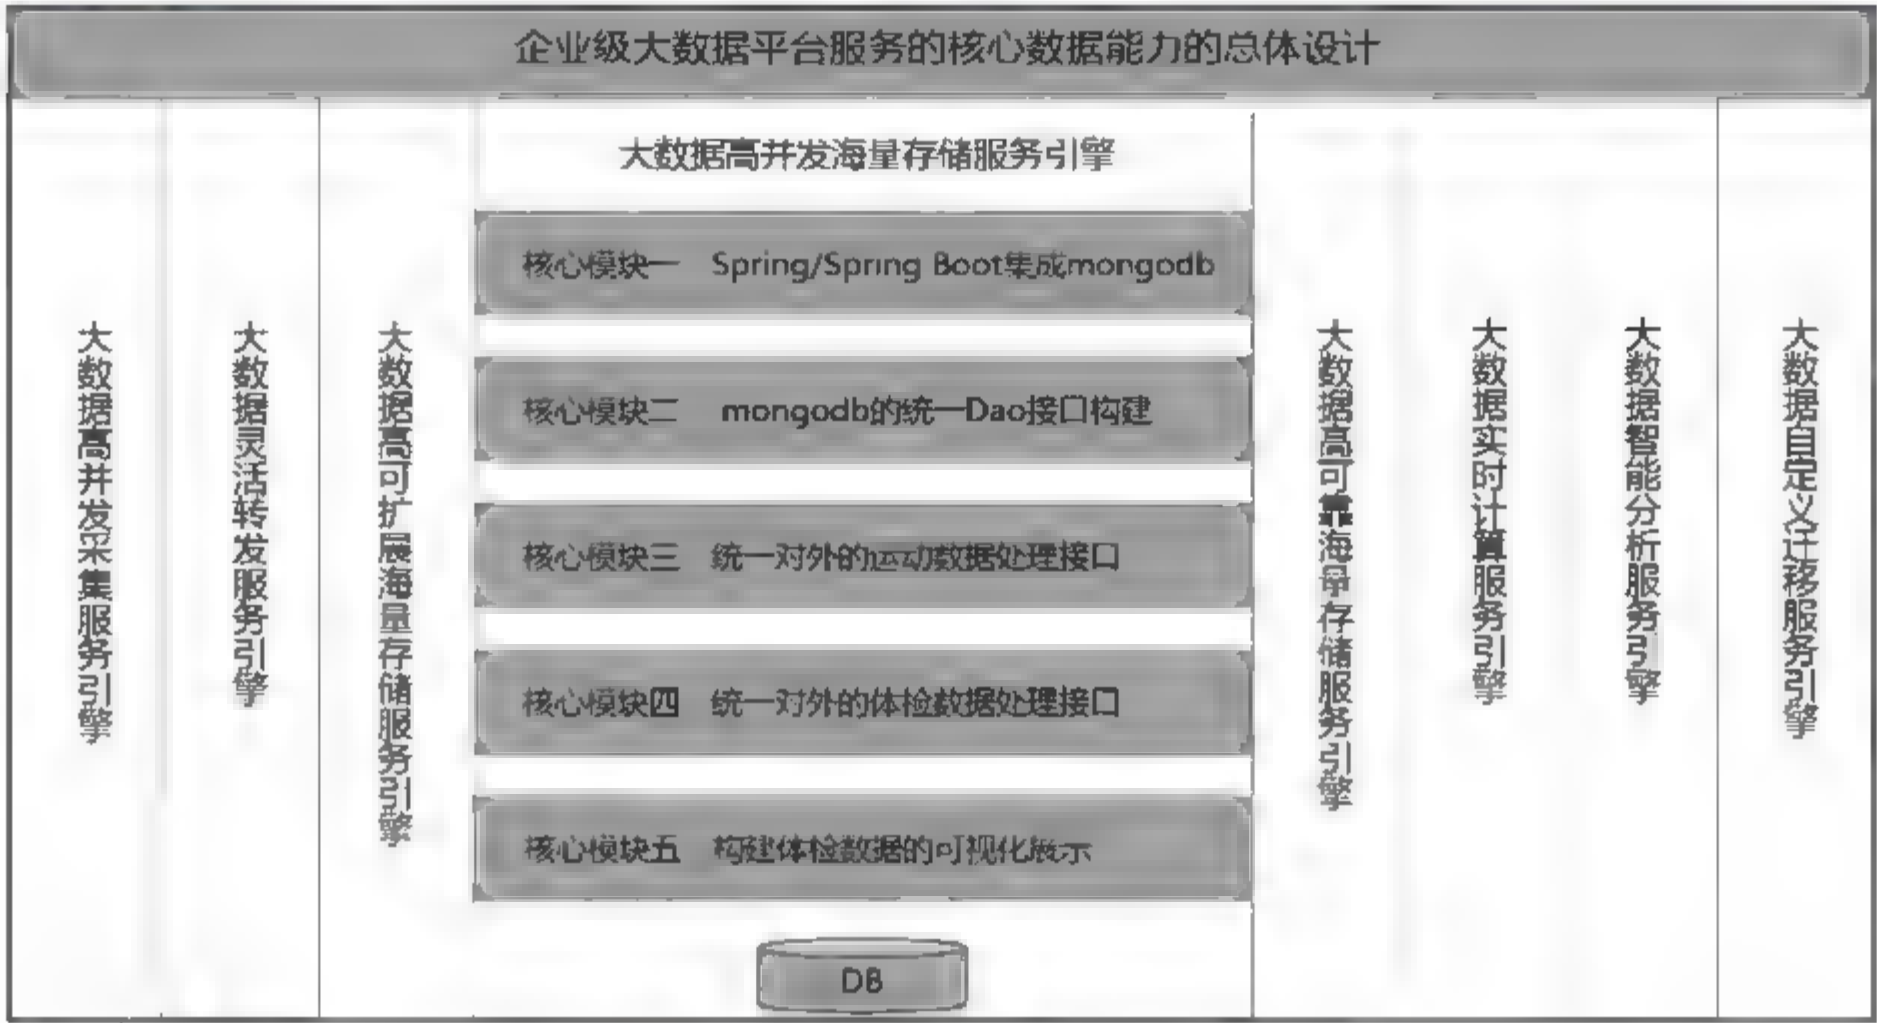 企业级大数据平台服务的核心数据能力的总体设计
大数据高并发采集服务引擎
大数据灵活转发服务引擎
大数据高可扩展海量存储服务引擎
大数据高并发海量存储服务引擎
核心模块一 Spring/Spring Boot集成mongodb
核心模块二 mongodb的统一Dao接口构建
核心模块三 统一对外的运动数据处理接口
核心模块四 统一对外的体检数据处理接口
核心模块五 构建体检数据的可视化展示
DB
大数据高可靠海量存储服务引擎
大数据实时计算服务引擎
大数据智能分析服务引擎
大数据自定义迁移服务引擎